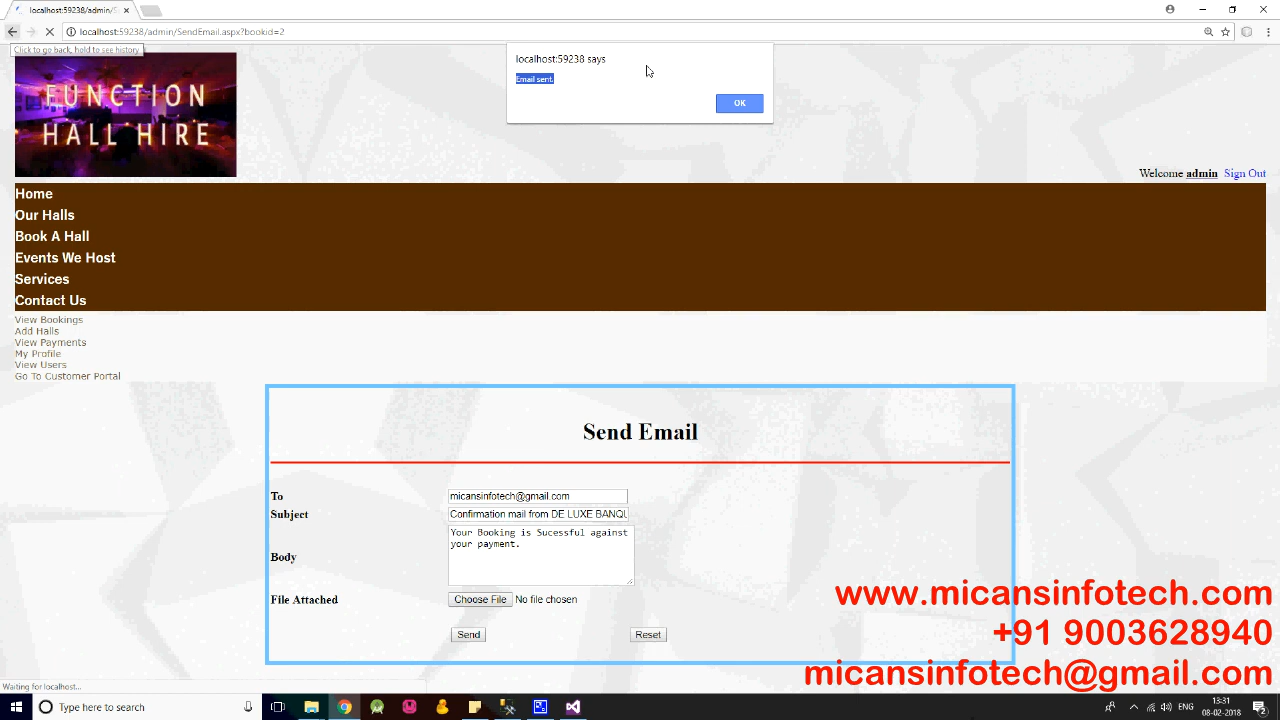 localhost:59238/admin/S
localhost:59238/admin/SendEmail.aspx?bookid=2
Click to go back, hold to see history
localhost:59238 says
Email sent.
OK
FUNCTION
HALL HIRE
Welcome admin Sign Out
Home
Our Halls
Book A Hall
Events We Host
Services
Contact Us
View Bookings
Add Halls
View Payments
My Profile
View Users
Go To Customer Portal
Send Email
To micansinfotech@gmail.com
Subject Confirmation mail from DE LUXE BANQU
Body Your Booking is Sucessful against
your payment.
File Attached Choose File No file chosen
Send Reset
www.micansinfotech.com
+91 9003628940
micansinfotech@gmail.com
Waiting for localhost...
Type here to search
ENG
13:31
08-02-2018
2